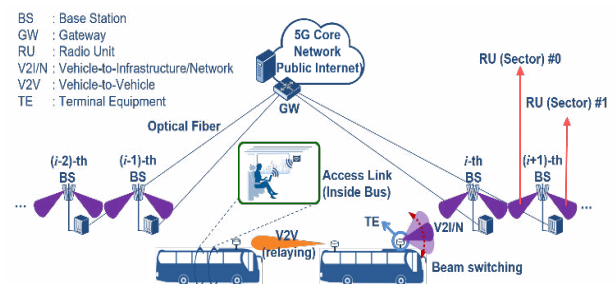 BS : Base Station
GW : Gateway
RU : Radio Unit
V2I/N : Vehicle-to-Infrastructure/Network
V2V : Vehicle-to-Vehicle
TE : Terminal Equipment
5G Core
Network
(Public Internet)
GW
Optical Fiber
RU (Sector) #0
RU (Sector) #1
(i-2)-th
BS
(i-1)-th
BS
i-th
BS
(i+1)-th
BS
...
...
Access Link
(Inside Bus)
TE
V2I/N
V2V
(relaying)
Beam switching